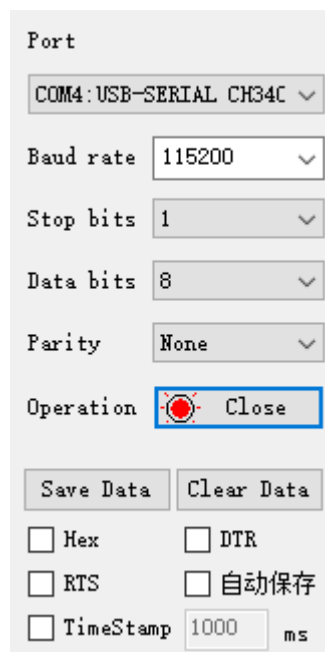 Port
COM4:USB-SERIAL CH34
Baud rate 115200
Stop bits 1
Data bits 8
Parity None
Operation Close
Save Data Clear Data
Hex DTR
RTS 自动保存
TimeStamp 1000 ms